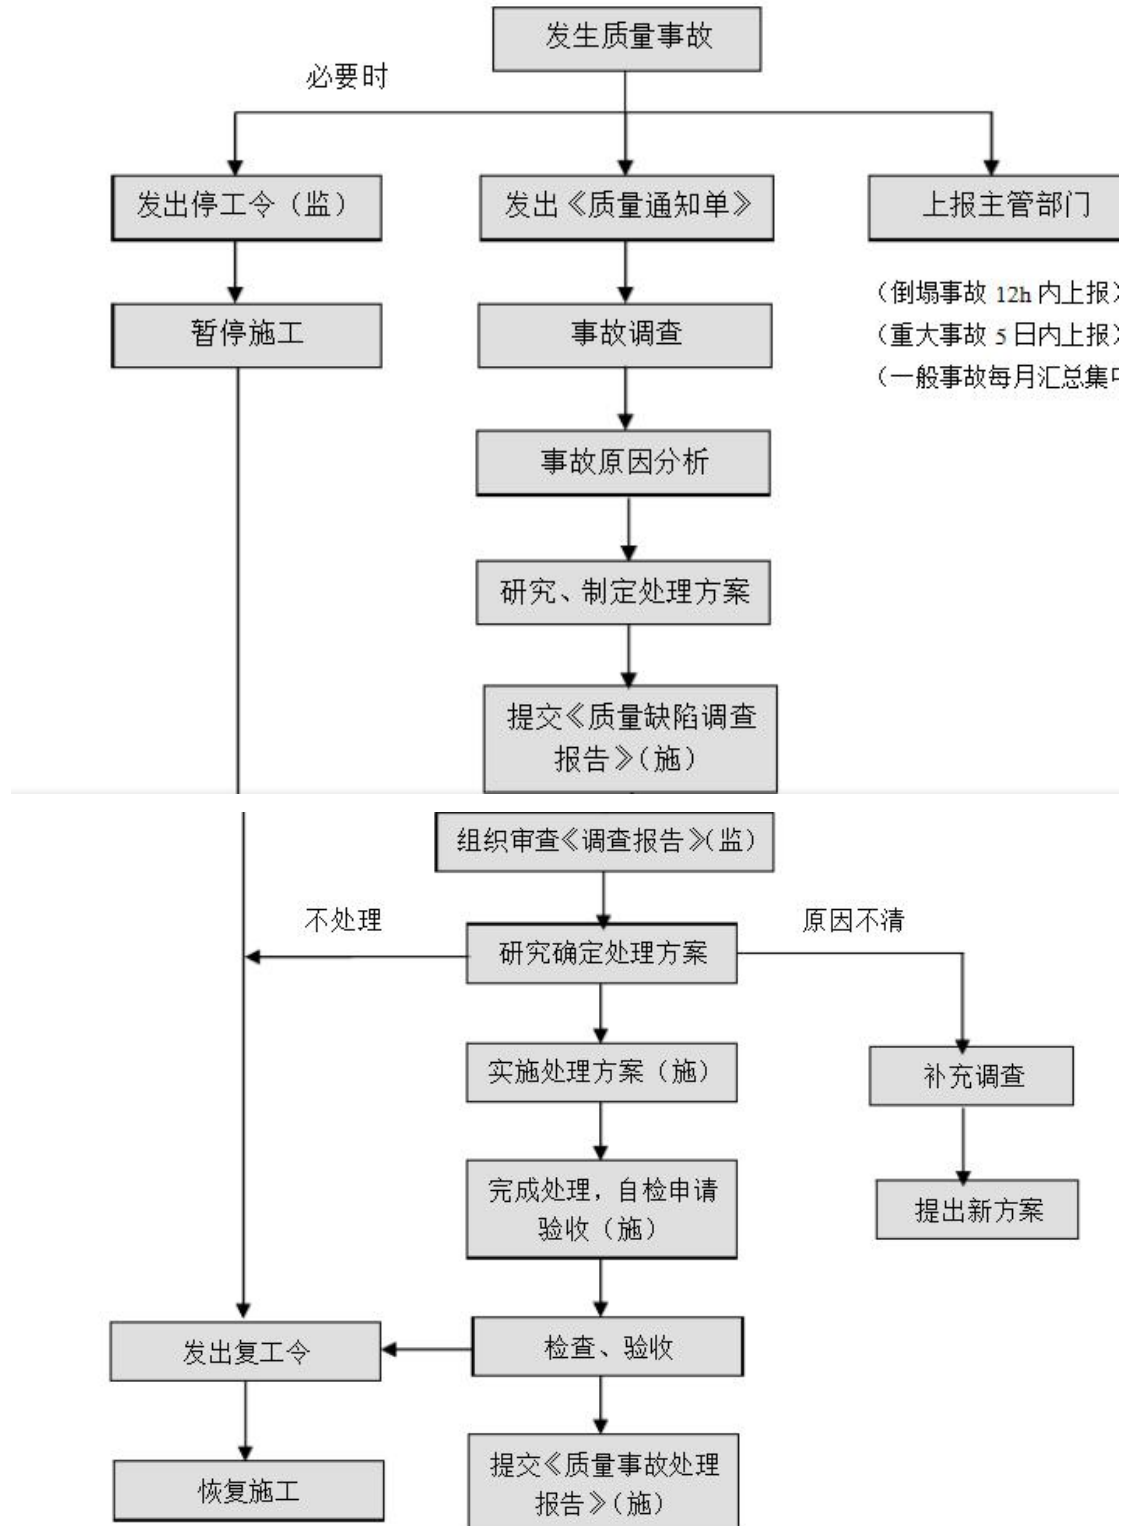 发生质量事故
必要时
发出停工令（监）
发出《质量通知单》
上报主管部门
（倒塌事故 12h 内上报）
（重大事故 5 日内上报）
（一般事故每月汇总集
暂停施工
事故调查
事故原因分析
研究、制定处理方案
提交《质量缺陷调查
报告》（施）
组织审查《调查报告》（监）
不处理
原因不清
研究确定处理方案
实施处理方案（施）
补充调查
完成处理，自检申请
验收（施）
提出新方案
发出复工令
检查、验收
恢复施工
提交《质量事故处理
报告》（施）